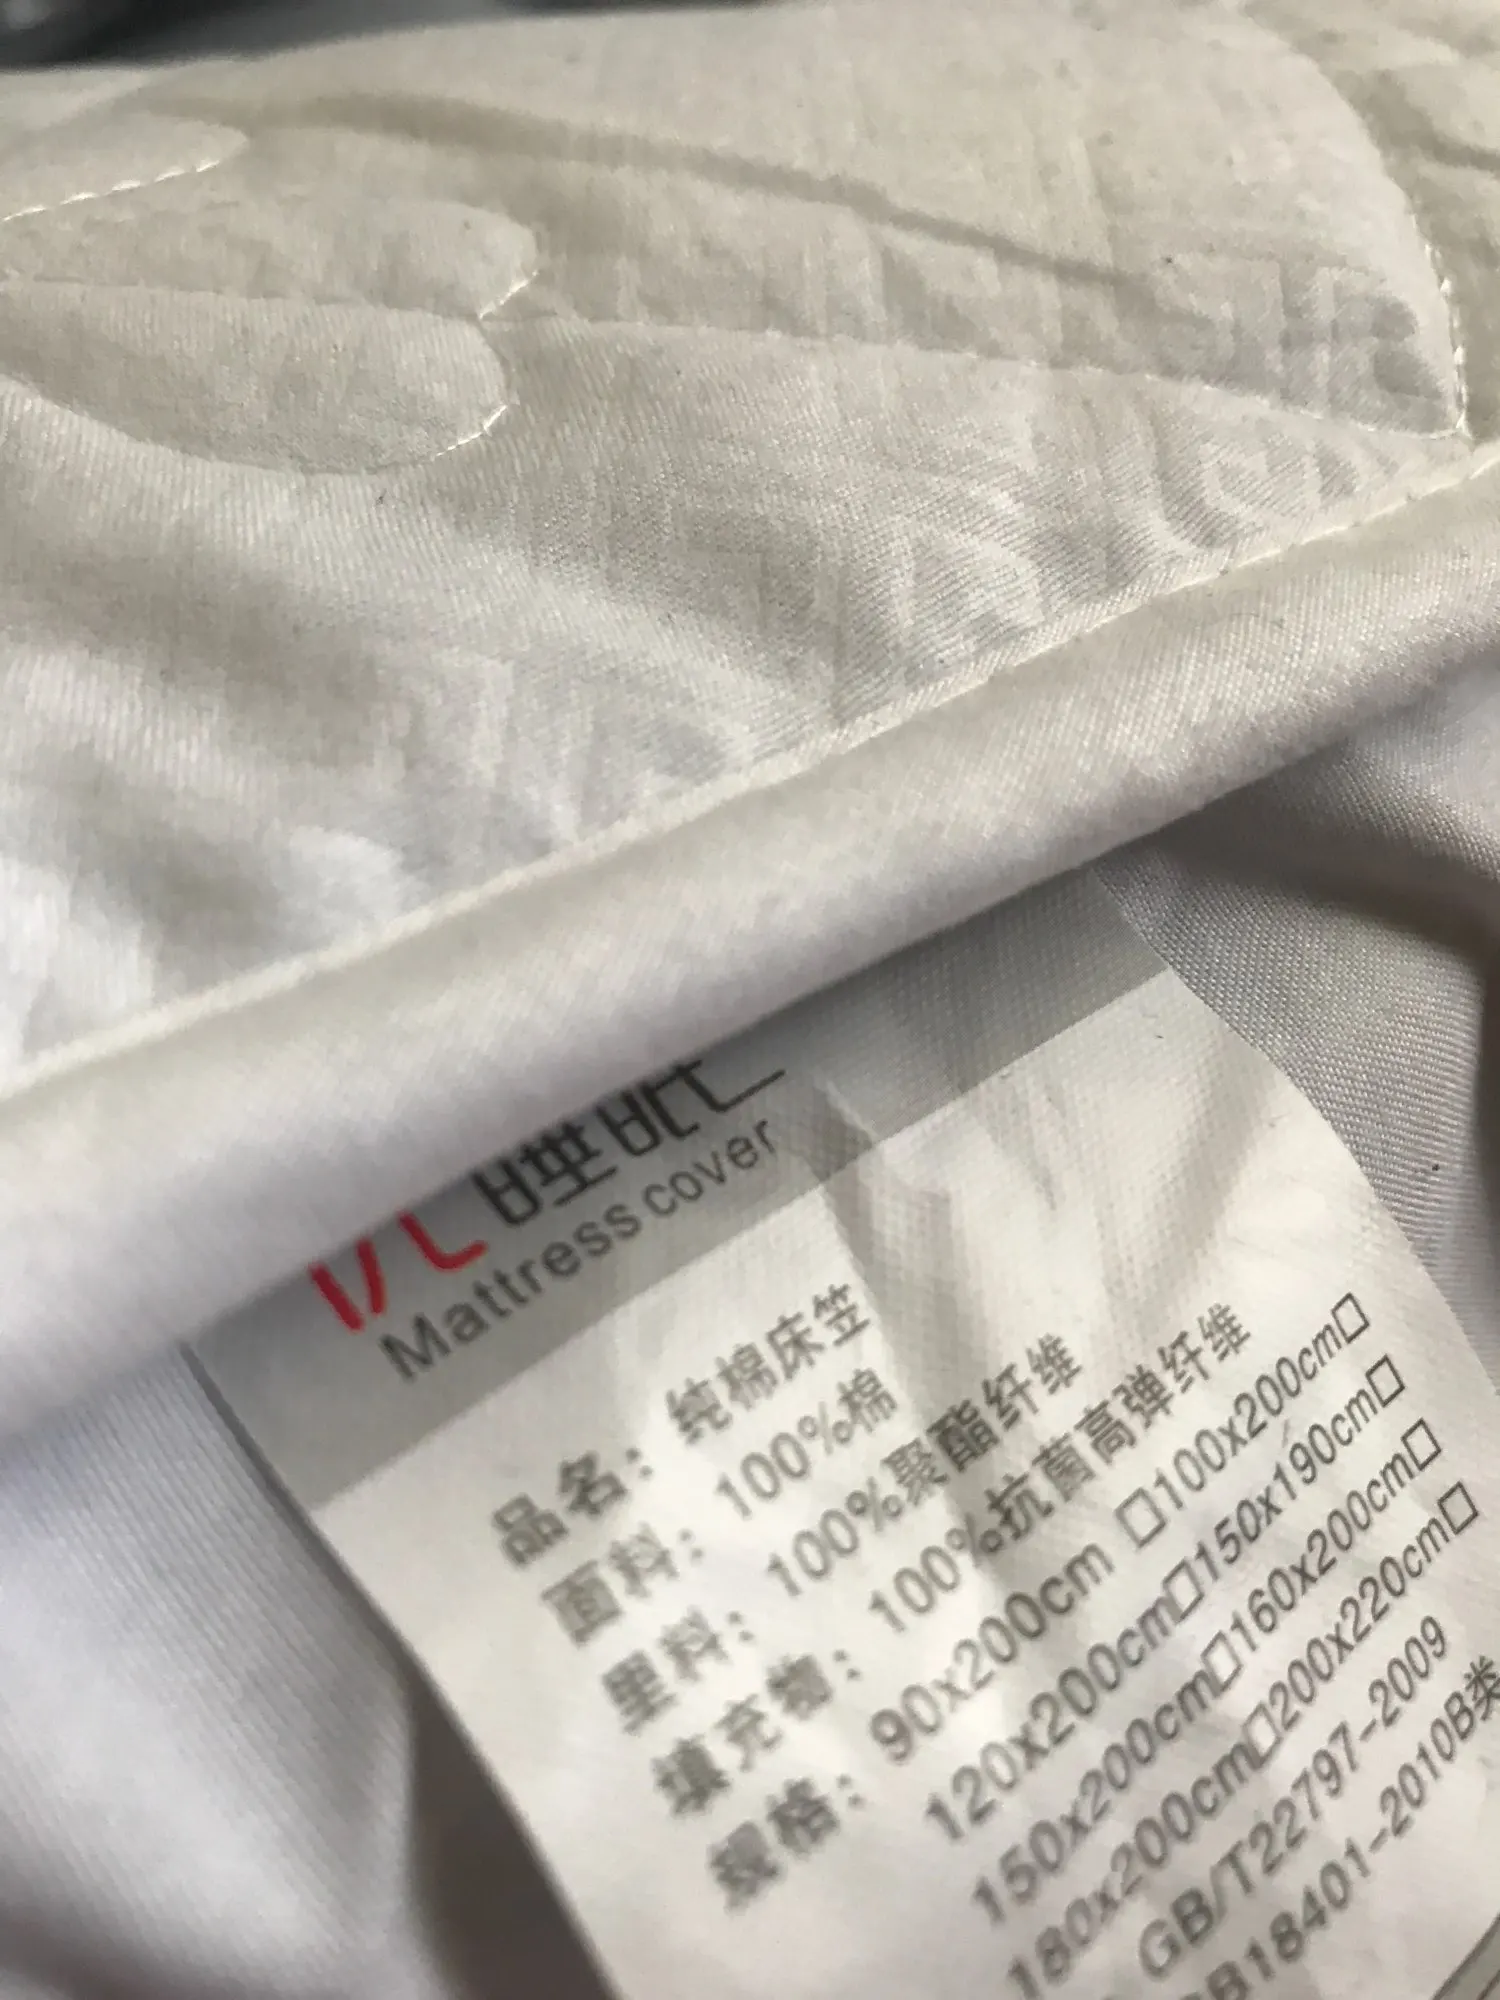 睡眠
Mattress cover
品名：纯棉床笠
面料：100%棉
里料：100%聚酯纤维
填充物：100%抗菌高弹纤维
规格：90x200cm □100x200cm□
120x200cm□150x190cm□
150x200cm□160x200cm□
180x200cm□200x220cm□
GB/T22797-2009
GB18401-2010B类